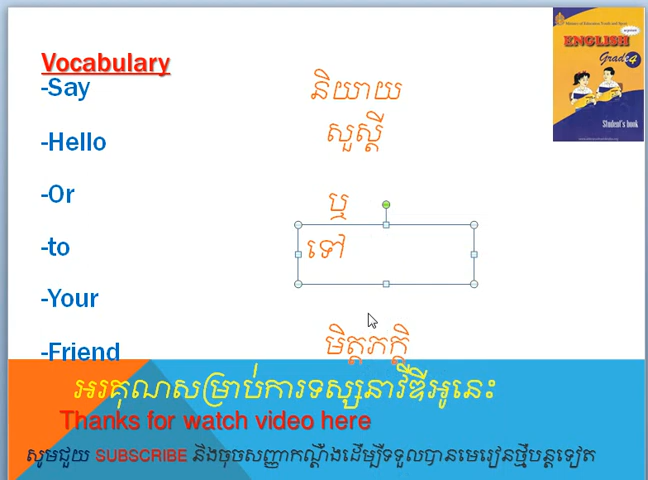 Vocabulary
-Say
និយាយ
-Hello
សួស្តី
-Or
ឬ
-to
ទៅ
-Your
-Friend
មិត្តភក្តិ
ENGLISH
Grade 4
Student's book
អរគុណសម្រាប់ការទស្សនាវីឌីអូនេះ
Thanks for watch video here
សូមជួយ SUBSCRIBE និងចុចសញ្ញាកណ្ដឹងដើម្បីទទួលបានមេរៀនថ្មីបន្តទៀត